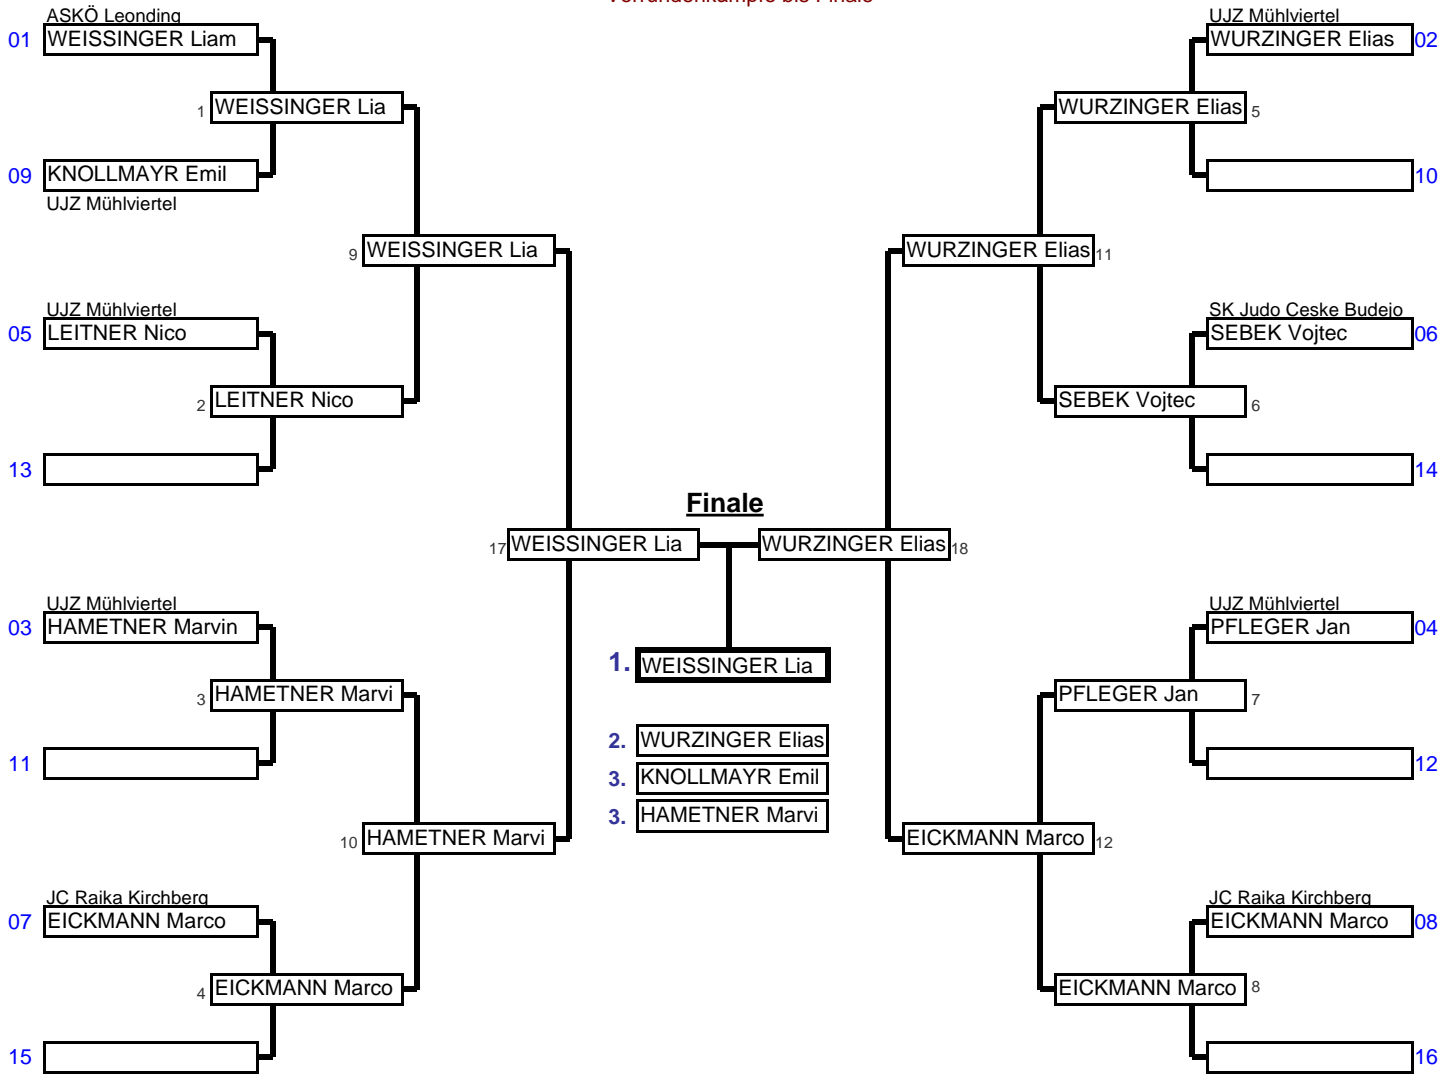 Vorrundenkämpfe bis Finale
ASKÖ Leonding
01 WEISSINGER Liam
1 WEISSINGER Lia
09 KNOLLMAYR Emil
UJZ Mühlviertel
9 WEISSINGER Lia
UJZ Mühlviertel
05 LEITNER Nico
2 LEITNER Nico
13
17 WEISSINGER Lia
UJZ Mühlviertel
03 HAMETNER Marvin
3 HAMETNER Marvi
11
10 HAMETNER Marvi
JC Raika Kirchberg
07 EICKMANN Marco
4 EICKMANN Marco
15
Finale
1. WEISSINGER Lia
2. WURZINGER Elias
3. KNOLLMAYR Emil
3. HAMETNER Marvi
UJZ Mühlviertel
WURZINGER Elias 02
WURZINGER Elias 5
10
WURZINGER Elias 11
SK Judo Ceske Budejo
SEBEK Vojtec 06
SEBEK Vojtec 6
14
WURZINGER Elias 18
UJZ Mühlviertel
PFLEGER Jan 04
PFLEGER Jan 7
12
EICKMANN Marco 12
JC Raika Kirchberg
EICKMANN Marco 08
EICKMANN Marco 8
16